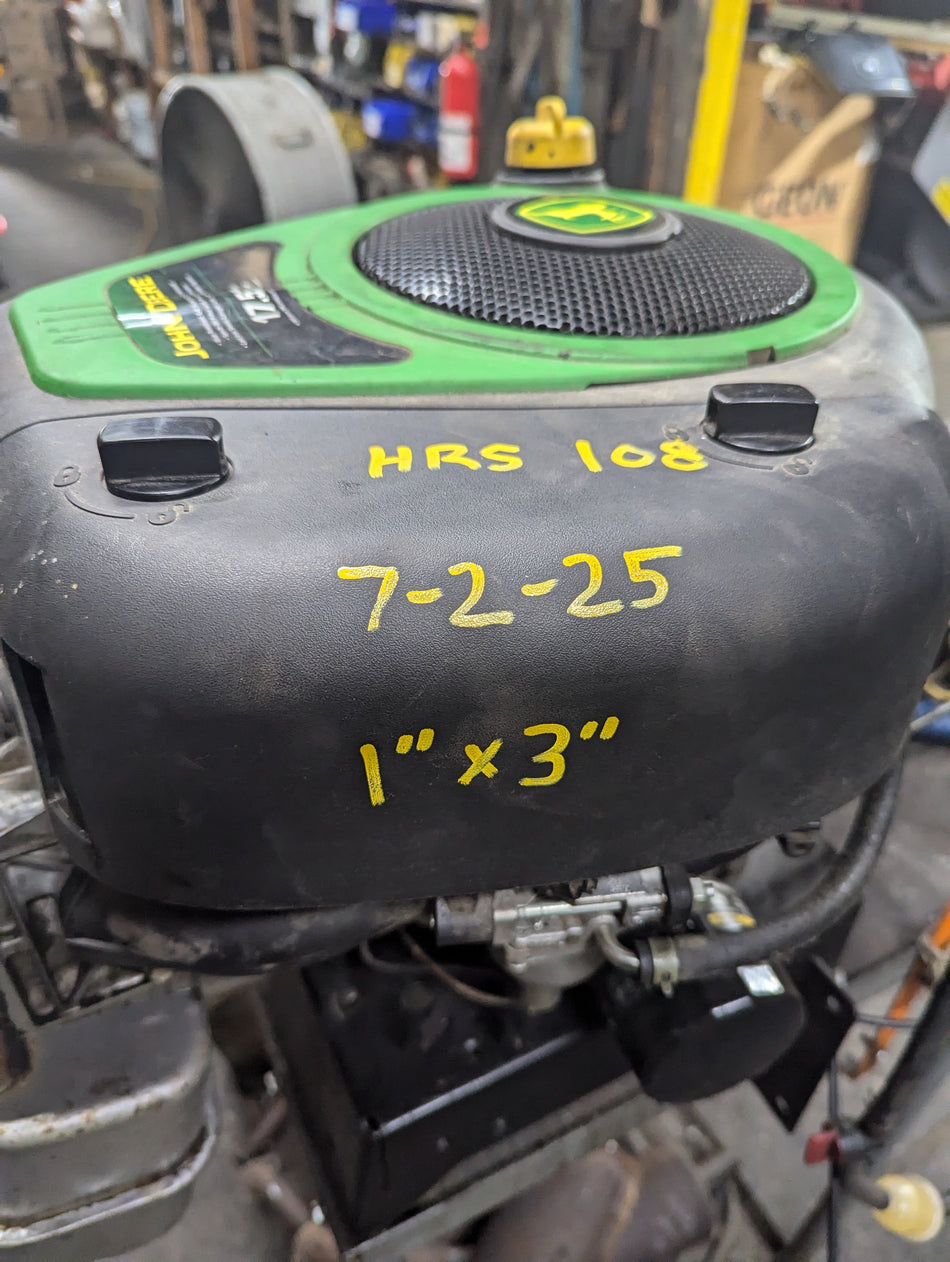 JOHN DEERE
17.5
HRS 108
7-2-25
1" x 3"